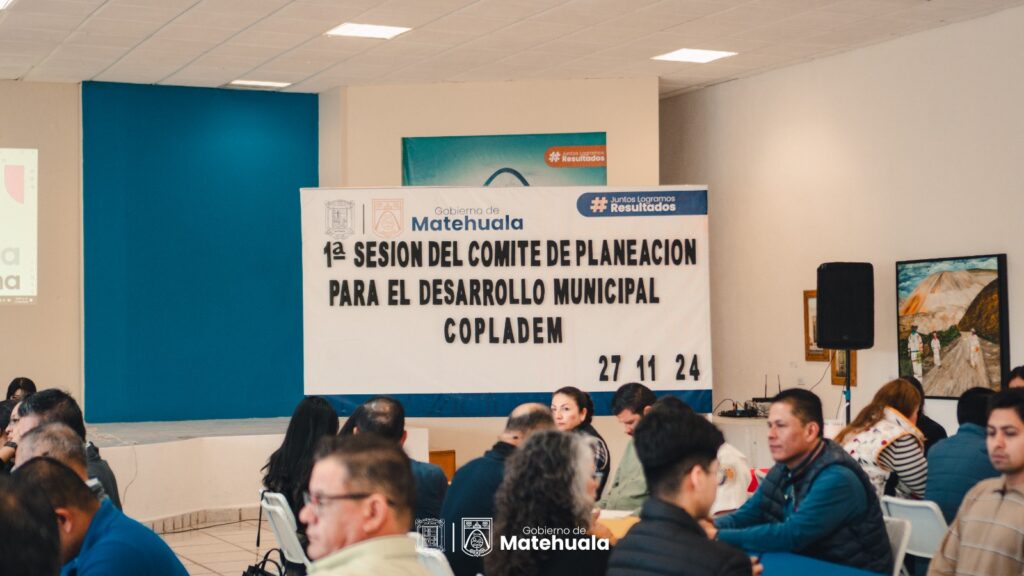 # Juntos Logramos
Resultados
Gobierno de
Matehuala
# Juntos Logramos
Resultados
1ª SESION DEL COMITE DE PLANEACION
PARA EL DESARROLLO MUNICIPAL
COPLADEM
27 11 24
Gobierno de
Matehuala